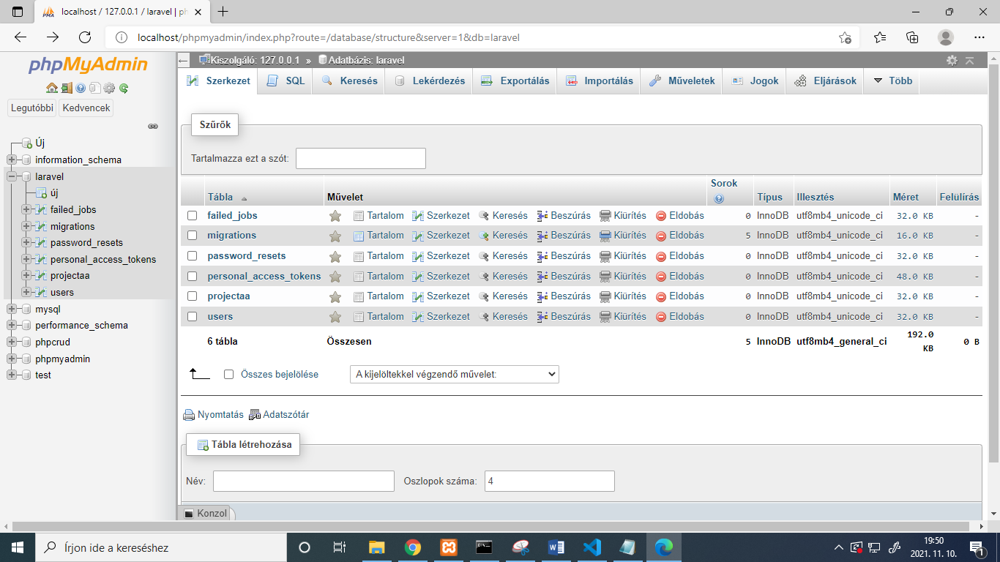 localhost / 127.0.0.1 / laravel | ph
localhost/phpmyadmin/index.php?route=/database/structure&server=1&db=laravel
phpMyAdmin
Legutóbbi Kedvencek
Új
information_schema
laravel
új
failed_jobs
migrations
password_resets
personal_access_tokens
projectaa
users
mysql
performance_schema
phpcrud
phpmyadmin
test
Kiszolgáló: 127.0.0.1 » Adatbázis: laravel
Szerkezet SQL Keresés Lekérdezés Exportálás Importálás Műveletek Jogok Eljárások Több
Szűrők
Tartalmazza ezt a szót:
Tábla Művelet Sorok Típus Illesztés Méret Felülírás
failed_jobs Tartalom Szerkezet Keresés Beszúrás Kiürítés Eldobás 0 InnoDB utf8mb4_unicode_ci 32.0 KB -
migrations Tartalom Szerkezet Keresés Beszúrás Kiürítés Eldobás 5 InnoDB utf8mb4_unicode_ci 16.0 KB -
password_resets Tartalom Szerkezet Keresés Beszúrás Kiürítés Eldobás 0 InnoDB utf8mb4_unicode_ci 32.0 KB -
personal_access_tokens Tartalom Szerkezet Keresés Beszúrás Kiürítés Eldobás 0 InnoDB utf8mb4_unicode_ci 48.0 KB -
projectaa Tartalom Szerkezet Keresés Beszúrás Kiürítés Eldobás 0 InnoDB utf8mb4_unicode_ci 32.0 KB -
users Tartalom Szerkezet Keresés Beszúrás Kiürítés Eldobás 0 InnoDB utf8mb4_unicode_ci 32.0 KB -
6 tábla Összesen 5 InnoDB utf8mb4_general_ci 192.0 KB 0 B
Összes bejelölése A kijelöltekkel végzendő művelet:
Nyomtatás Adatszótár
Tábla létrehozása
Név: Oszlopok száma: 4
Konzol
Írjon ide a kereséshez
19:50
2021. 11. 10.
1